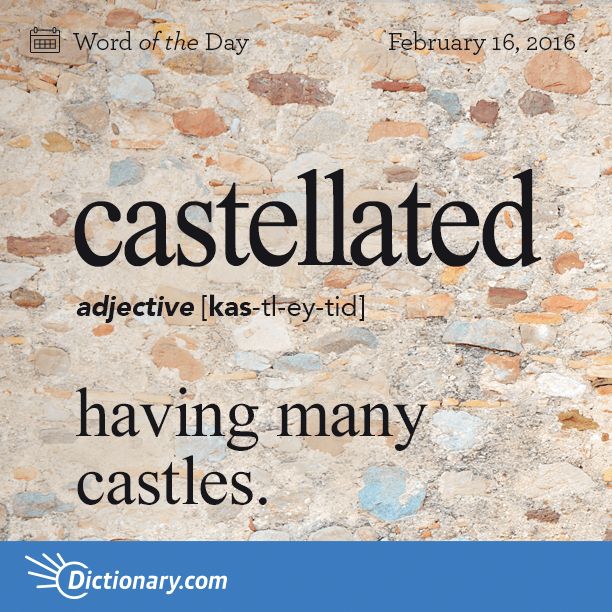 Word of the Day
February 16, 2016
castellated
adjective [kas-tl-ey-tid]
having many
castles.
Dictionary.com